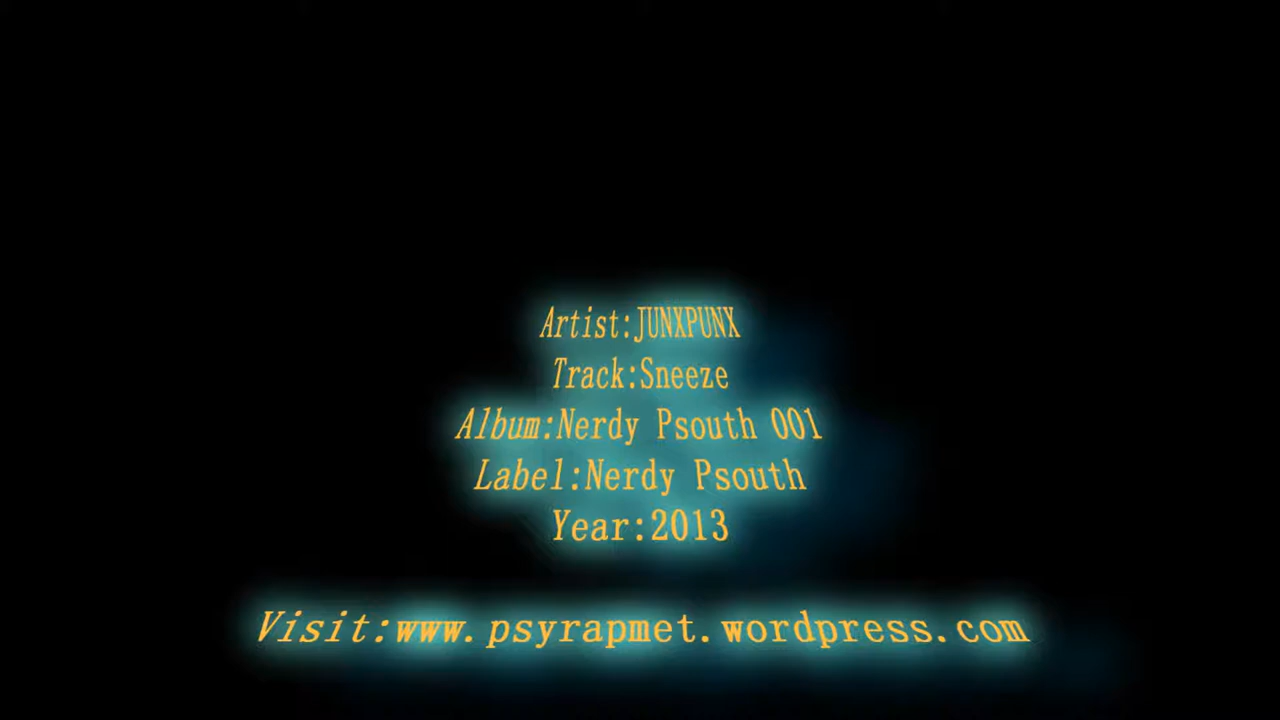 Artist:JUNXPUNX
Track:Sneeze
Album:Nerdy Psouth 001
Label:Nerdy Psouth
Year:2013
Visit:www.psyrapmet.wordpress.com